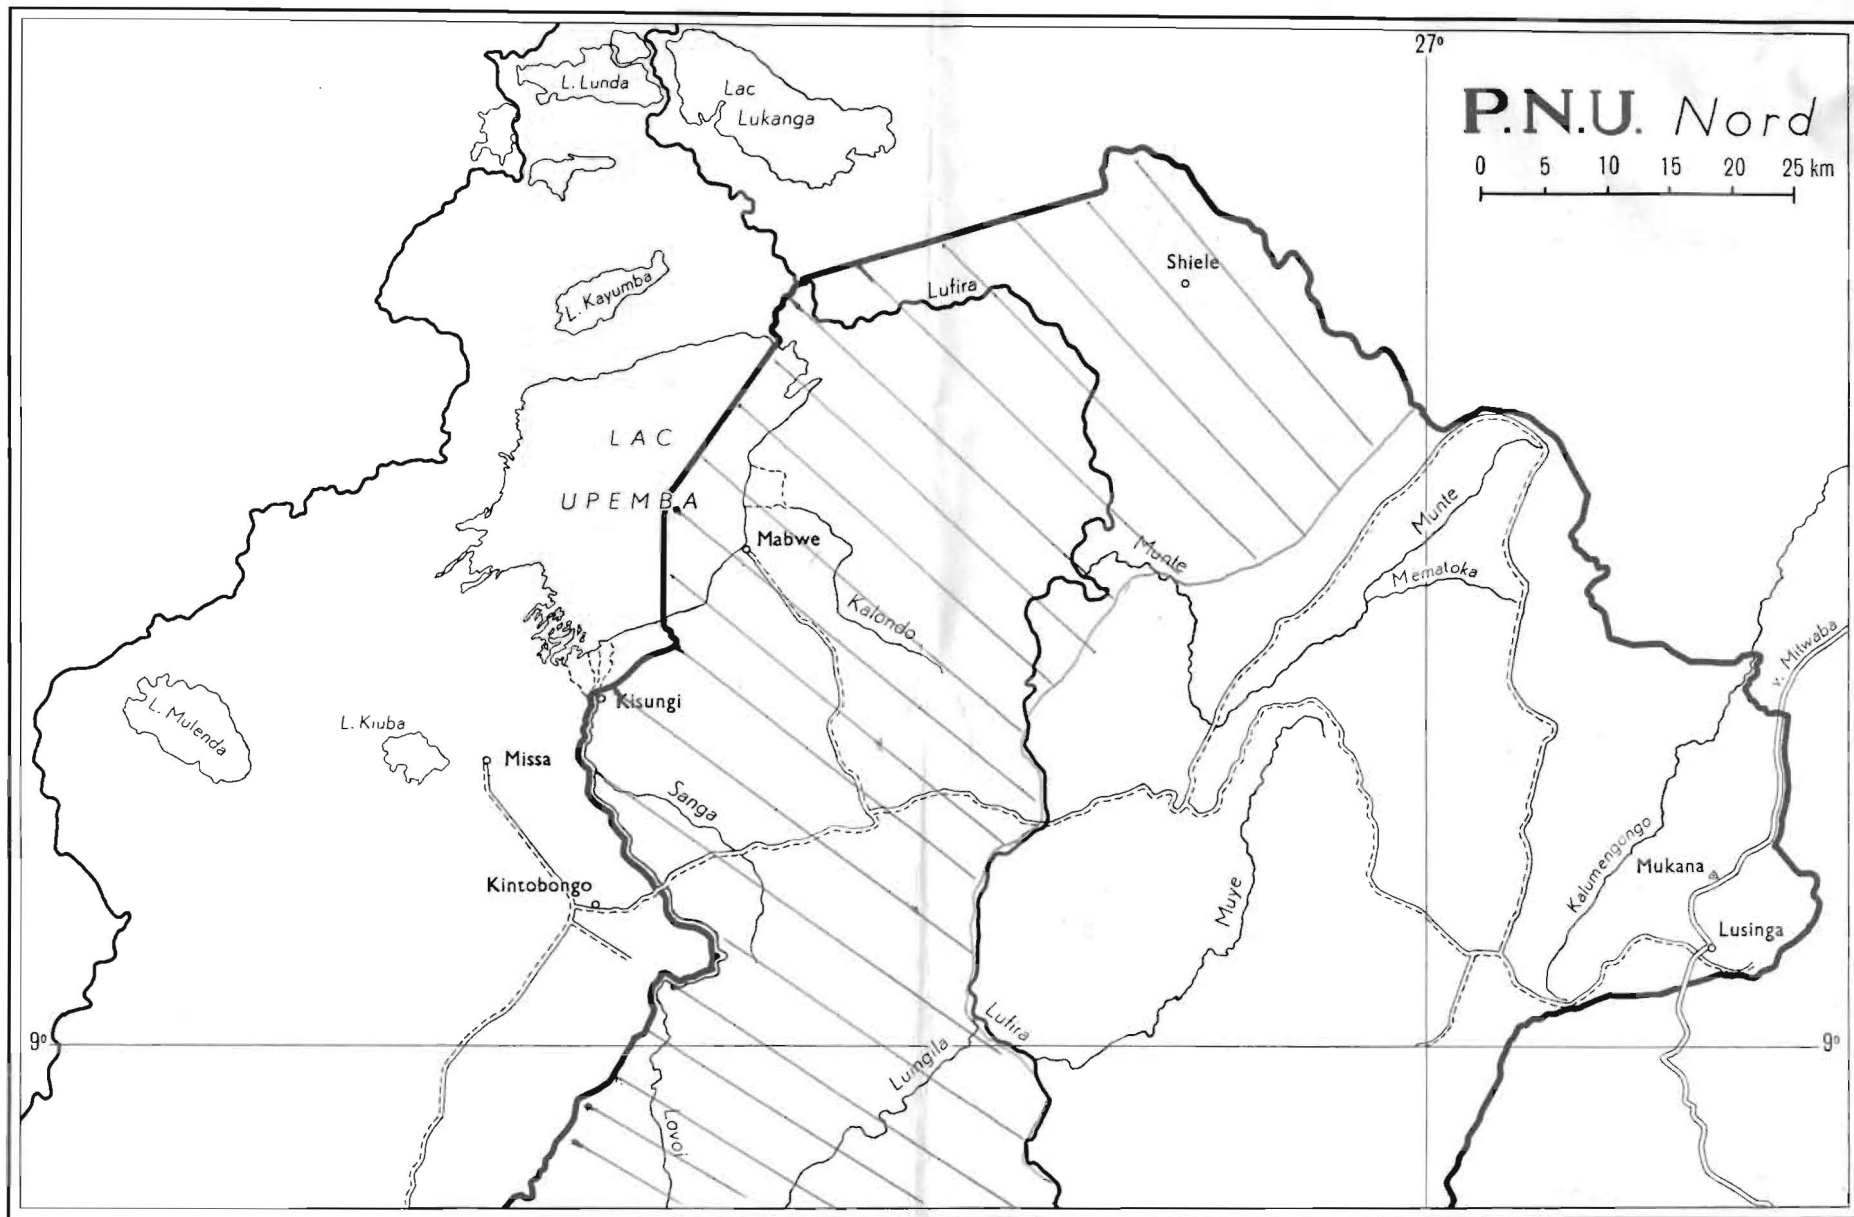 27°
P.N.U. Nord
0 5 10 15 20 25 km
L. Lunda
Lac
Lukanga
Shiele
L. Kayumba
Lufira
LAC
UPEMBA
Munte
Mabwe
Munte
Mematoka
Kalondo
v. Mitwaba
Kisungi
L. Mulenda
L. Kiuba
Missa
Sanga
Kalumengongo
Mukana
Kintobongo
Muye
Lusinga
Lufira
9°
9°
Lumgila
Lovoi